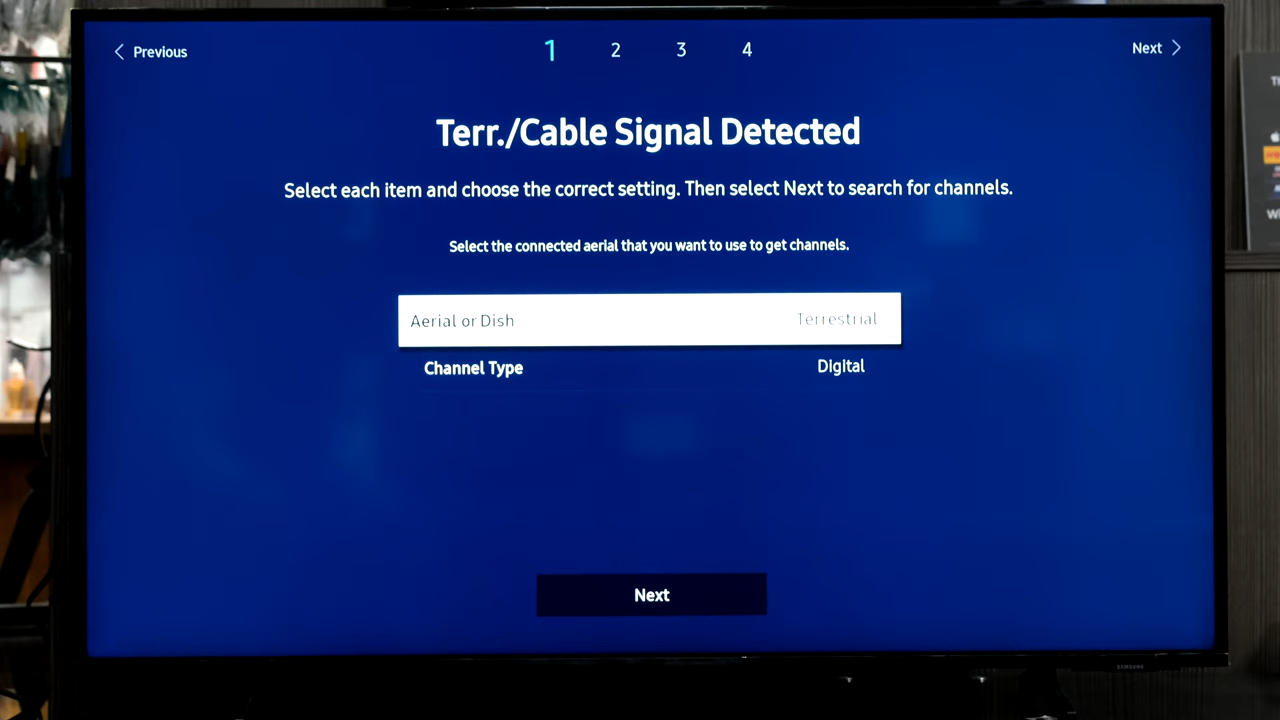 Previous
1 2 3 4
Next
Terr./Cable Signal Detected
Select each item and choose the correct setting. Then select Next to search for channels.
Select the connected aerial that you want to use to get channels.
Aerial or Dish Terrestrial
Channel Type Digital
Next
SAMSUNG